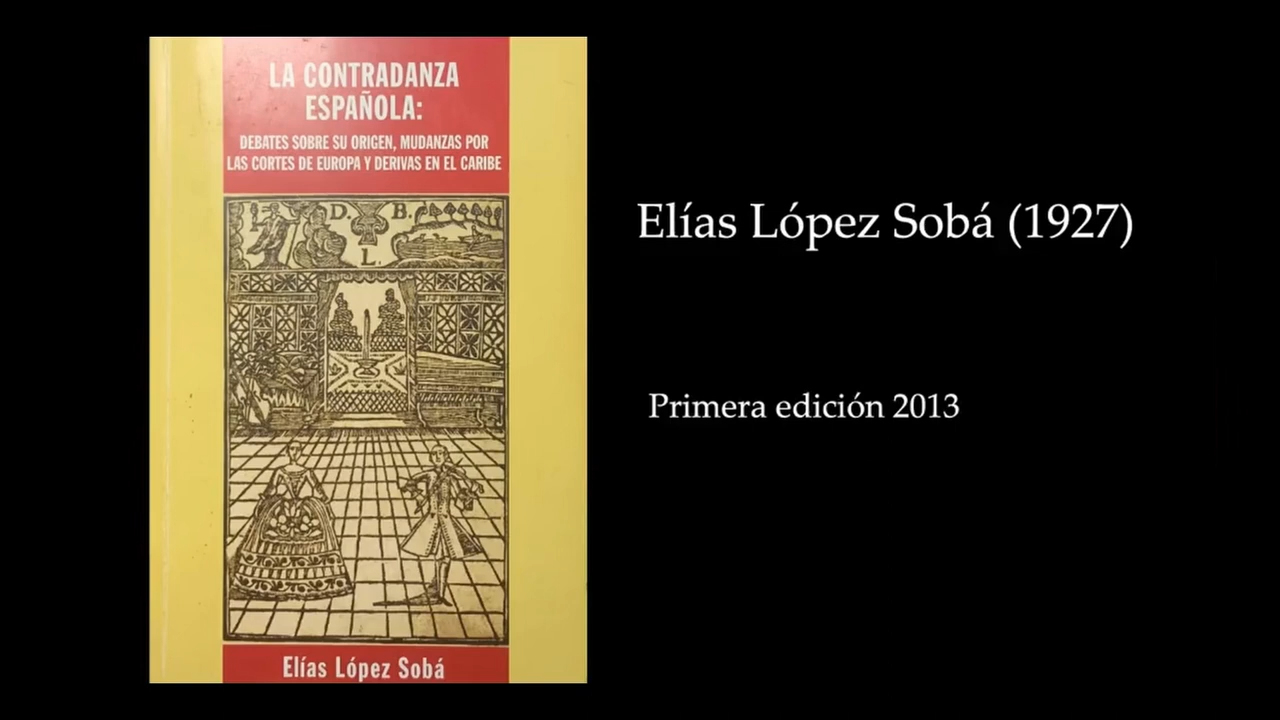 LA CONTRADANZA
ESPAÑOLA:
DEBATES SOBRE SU ORIGEN, MUDANZAS POR
LAS CORTES DE EUROPA Y DERIVAS EN EL CARIBE
D. B.
L.
Elías López Sobá
Elías López Sobá (1927)
Primera edición 2013